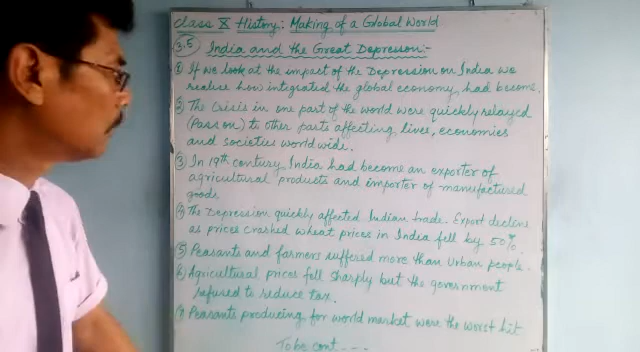 Class X History: Making of a Global World
3.5 India and the Great Depression:-
① If we look at the impact of the Depression on India we
realise how integrated the global economy had become.
② The Crisis in one part of the world were quickly relayed
(Pass on) to other parts affecting lives, economies
and societies world wide.
③ In 19th century, India had become an exporter of
agricultural products and importer of manufactured
goods.
④ The Depression quickly affected Indian trade. Export decline
as prices crashed wheat prices in India fell by 50%.
⑤ Peasants and farmers suffered more than Urban people.
⑥ Agricultural prices fell sharply but the government
refused to reduce tax.
⑦ Peasants producing for world market were the worst hit
To be cont - - -